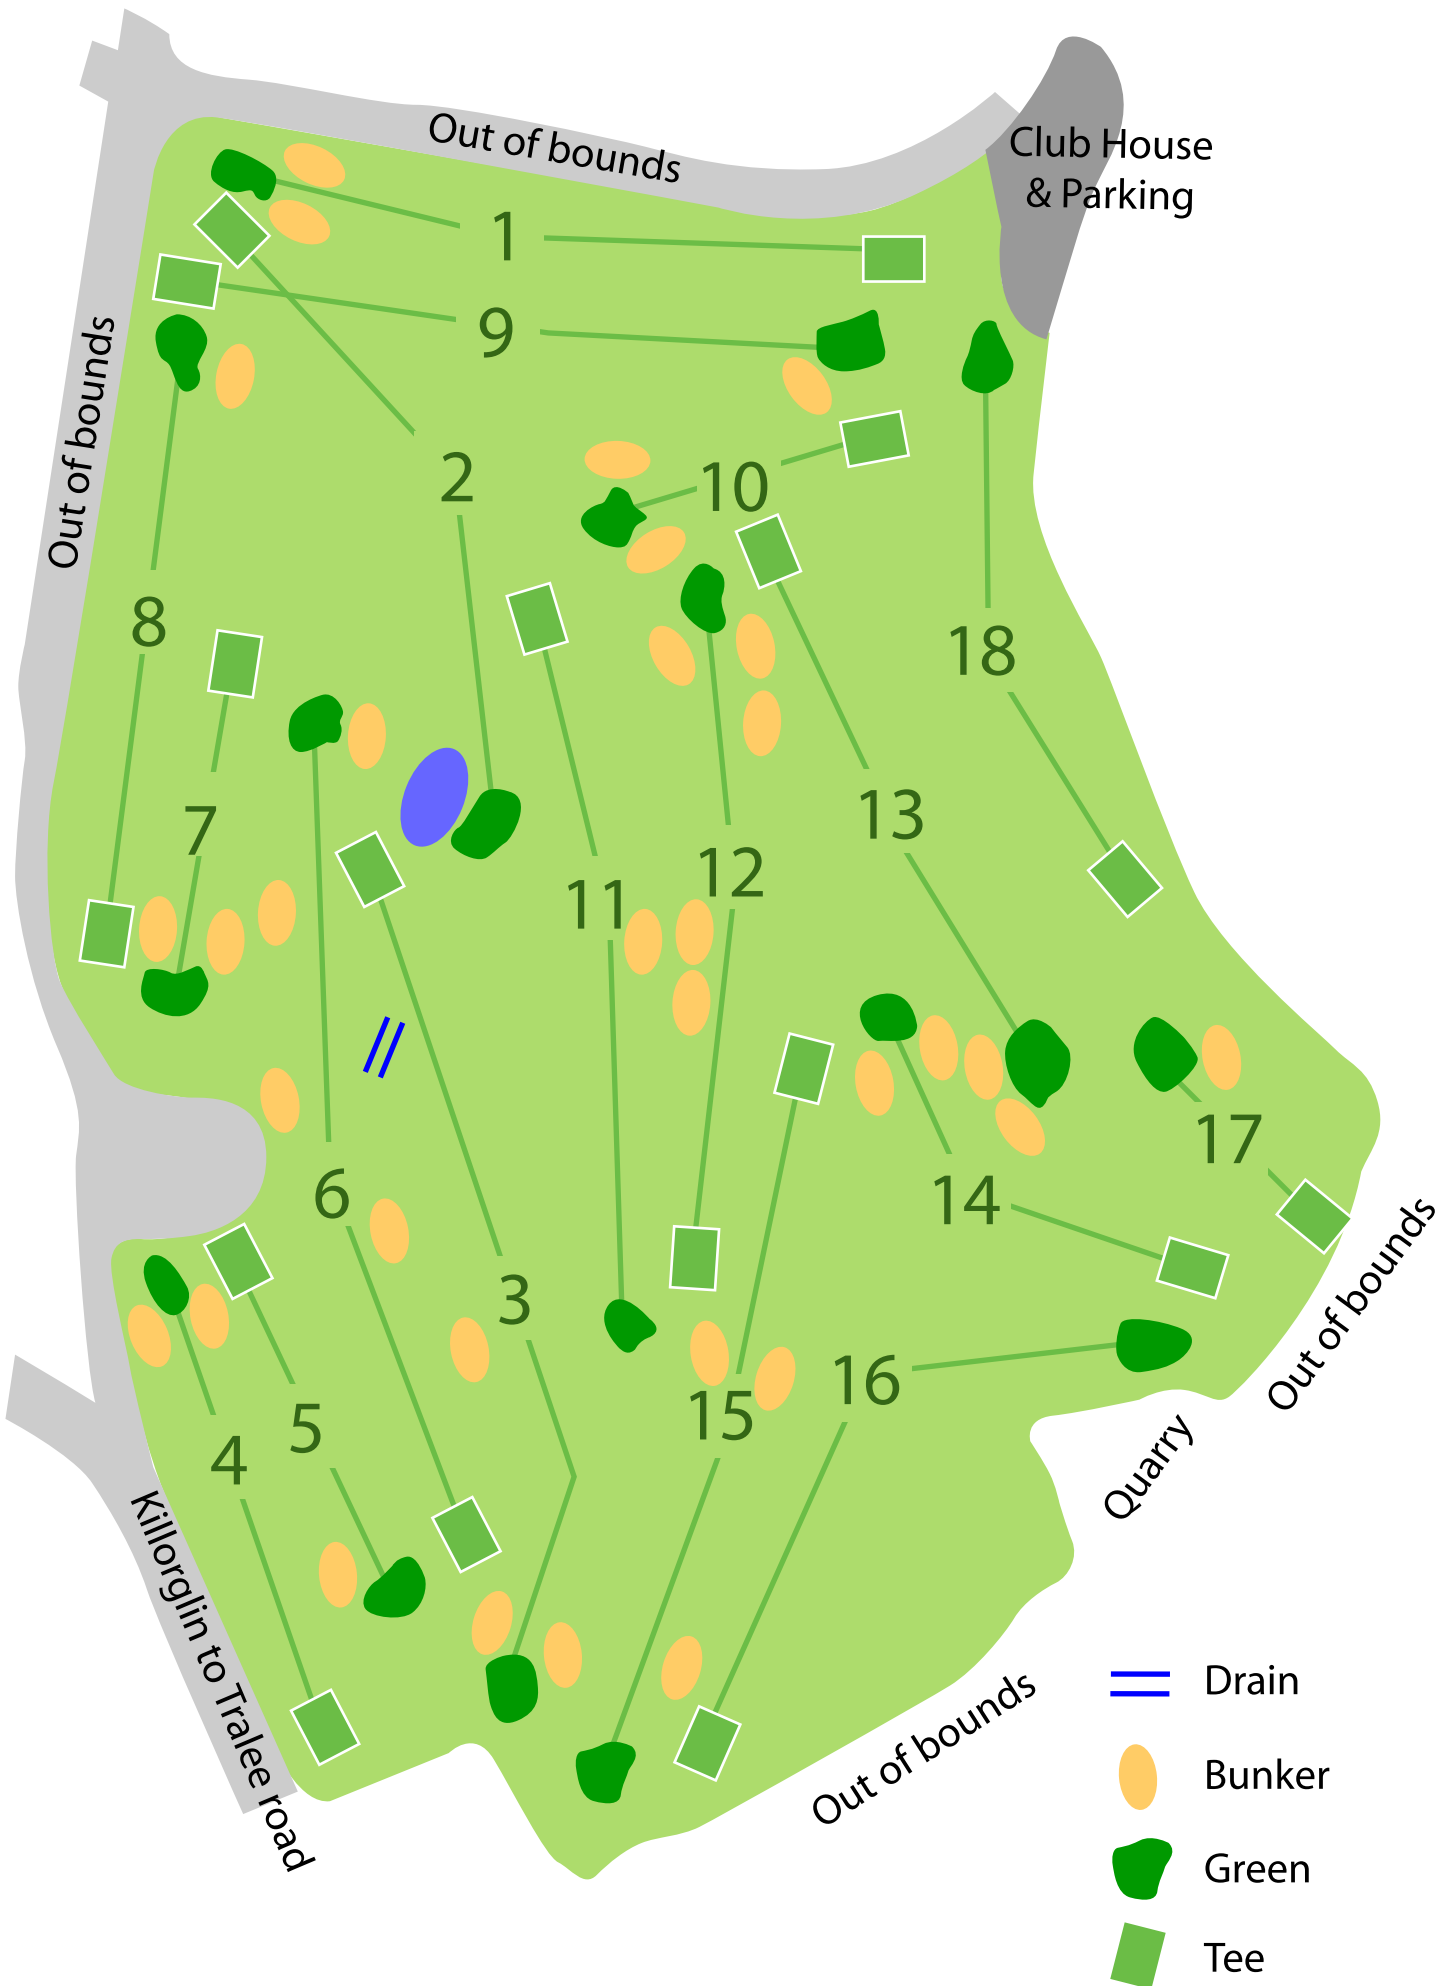 Out of bounds
Club House
& Parking
1
9
Out of bounds
2
10
8
18
7
13
12
11
6
17
14
3
Out of bounds
16
15
5
4
Quarry
Killorglin to Tralee road
Out of bounds
Drain
Bunker
Green
Tee